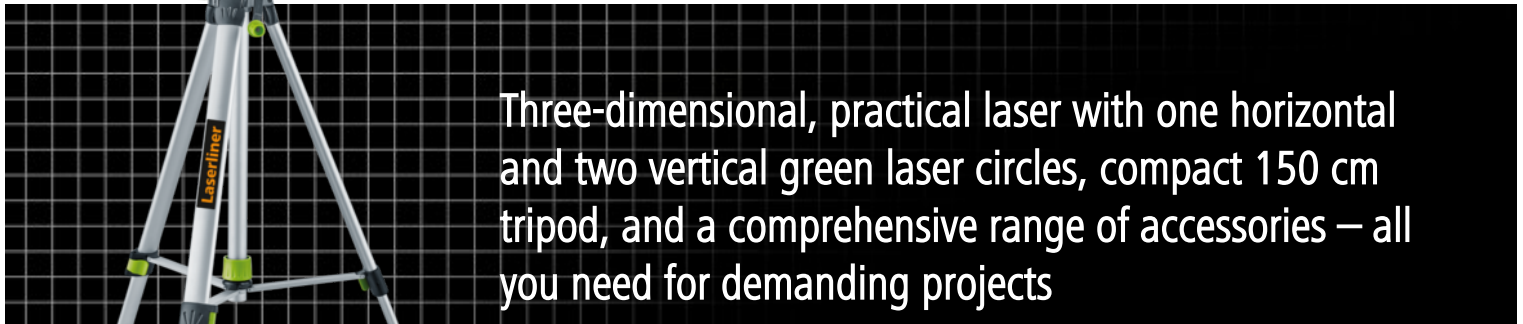 Laserliner
Three-dimensional, practical laser with one horizontal
and two vertical green laser circles, compact 150 cm
tripod, and a comprehensive range of accessories – all
you need for demanding projects